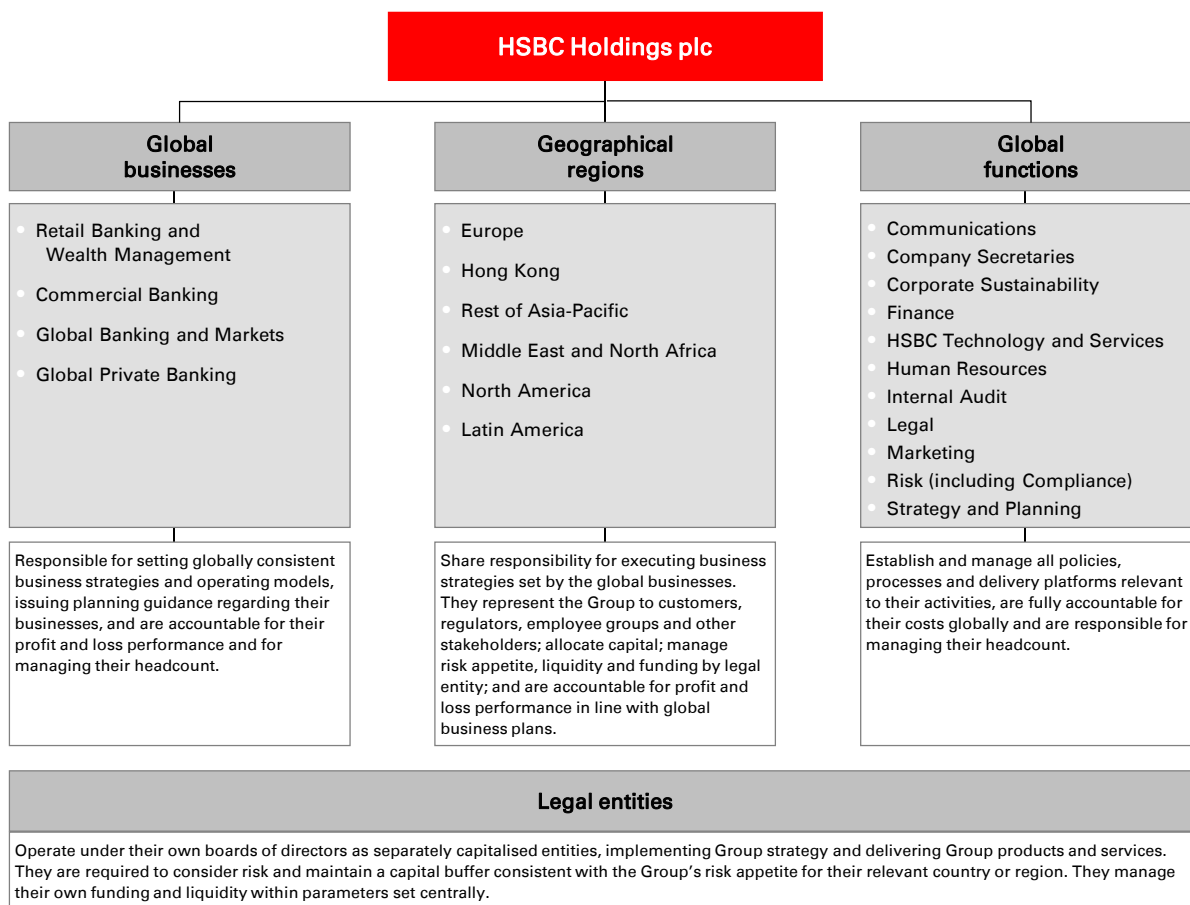 HSBC Holdings plc
Global
businesses
Retail Banking and
Wealth Management
Commercial Banking
Global Banking and Markets
Global Private Banking
Responsible for setting globally consistent
business strategies and operating models,
issuing planning guidance regarding their
businesses, and are accountable for their
profit and loss performance and for
managing their headcount.
Geographical
regions
Europe
Hong Kong
Rest of Asia-Pacific
Middle East and North Africa
North America
Latin America
Share responsibility for executing business
strategies set by the global businesses.
They represent the Group to customers,
regulators, employee groups and other
stakeholders; allocate capital; manage
risk appetite, liquidity and funding by legal
entity; and are accountable for profit and
loss performance in line with global
business plans.
Global
functions
Communications
Company Secretaries
Corporate Sustainability
Finance
HSBC Technology and Services
Human Resources
Internal Audit
Legal
Marketing
Risk (including Compliance)
Strategy and Planning
Establish and manage all policies,
processes and delivery platforms relevant
to their activities, are fully accountable for
their costs globally and are responsible for
managing their headcount.
Legal entities
Operate under their own boards of directors as separately capitalised entities, implementing Group strategy and delivering Group products and services.
They are required to consider risk and maintain a capital buffer consistent with the Group's risk appetite for their relevant country or region. They manage
their own funding and liquidity within parameters set centrally.